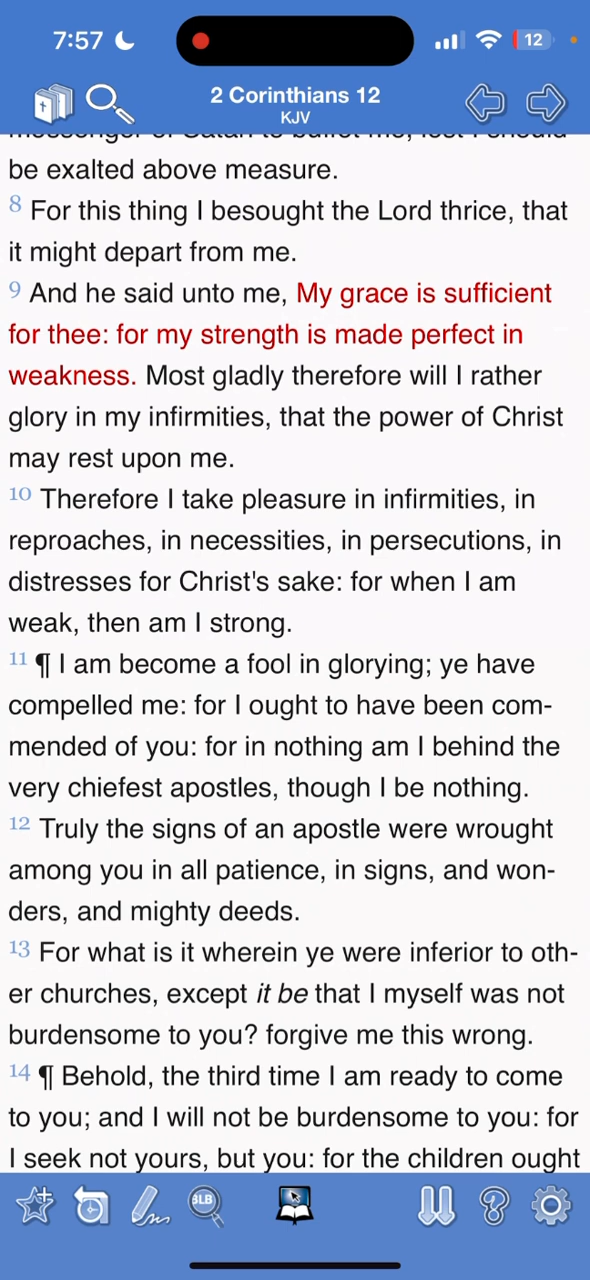 7:57
12
2 Corinthians 12
KJV
messenger of Satan to buffet me, lest I should
be exalted above measure.
8 For this thing I besought the Lord thrice, that
it might depart from me.
9 And he said unto me, My grace is sufficient
for thee: for my strength is made perfect in
weakness. Most gladly therefore will I rather
glory in my infirmities, that the power of Christ
may rest upon me.
10 Therefore I take pleasure in infirmities, in
reproaches, in necessities, in persecutions, in
distresses for Christ's sake: for when I am
weak, then am I strong.
11 ¶ I am become a fool in glorying; ye have
compelled me: for I ought to have been com-
mended of you: for in nothing am I behind the
very chiefest apostles, though I be nothing.
12 Truly the signs of an apostle were wrought
among you in all patience, in signs, and won-
ders, and mighty deeds.
13 For what is it wherein ye were inferior to oth-
er churches, except it be that I myself was not
burdensome to you? forgive me this wrong.
14 ¶ Behold, the third time I am ready to come
to you; and I will not be burdensome to you: for
I seek not yours, but you: for the children ought
BLB